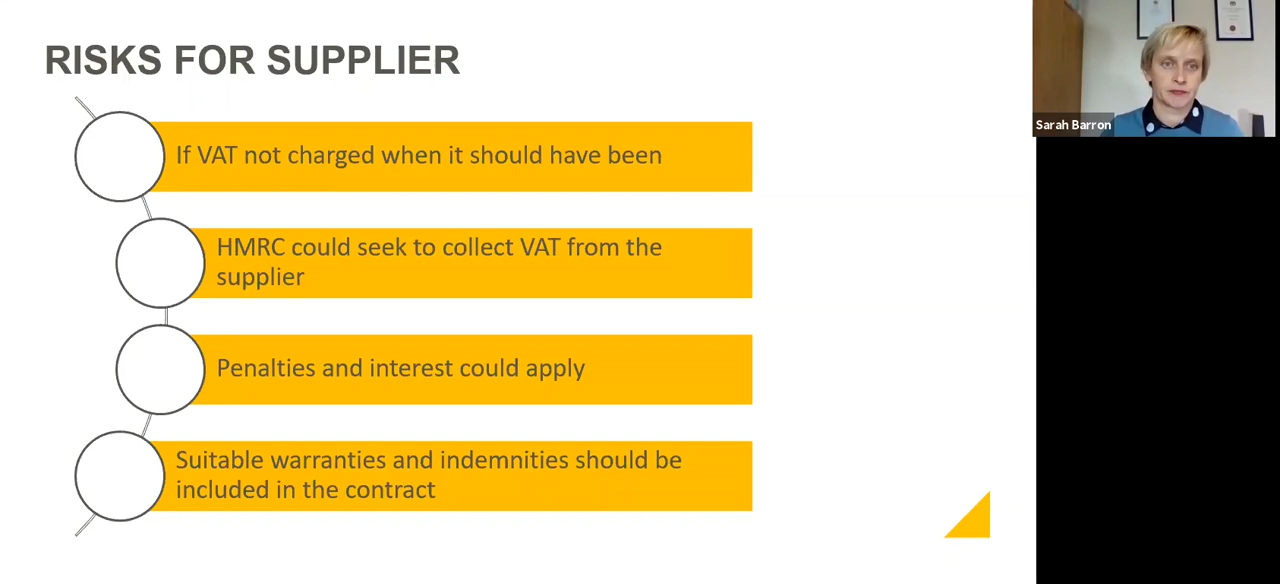 RISKS FOR SUPPLIER
If VAT not charged when it should have been
HMRC could seek to collect VAT from the
supplier
Penalties and interest could apply
Suitable warranties and indemnities should be
included in the contract
Sarah Barron